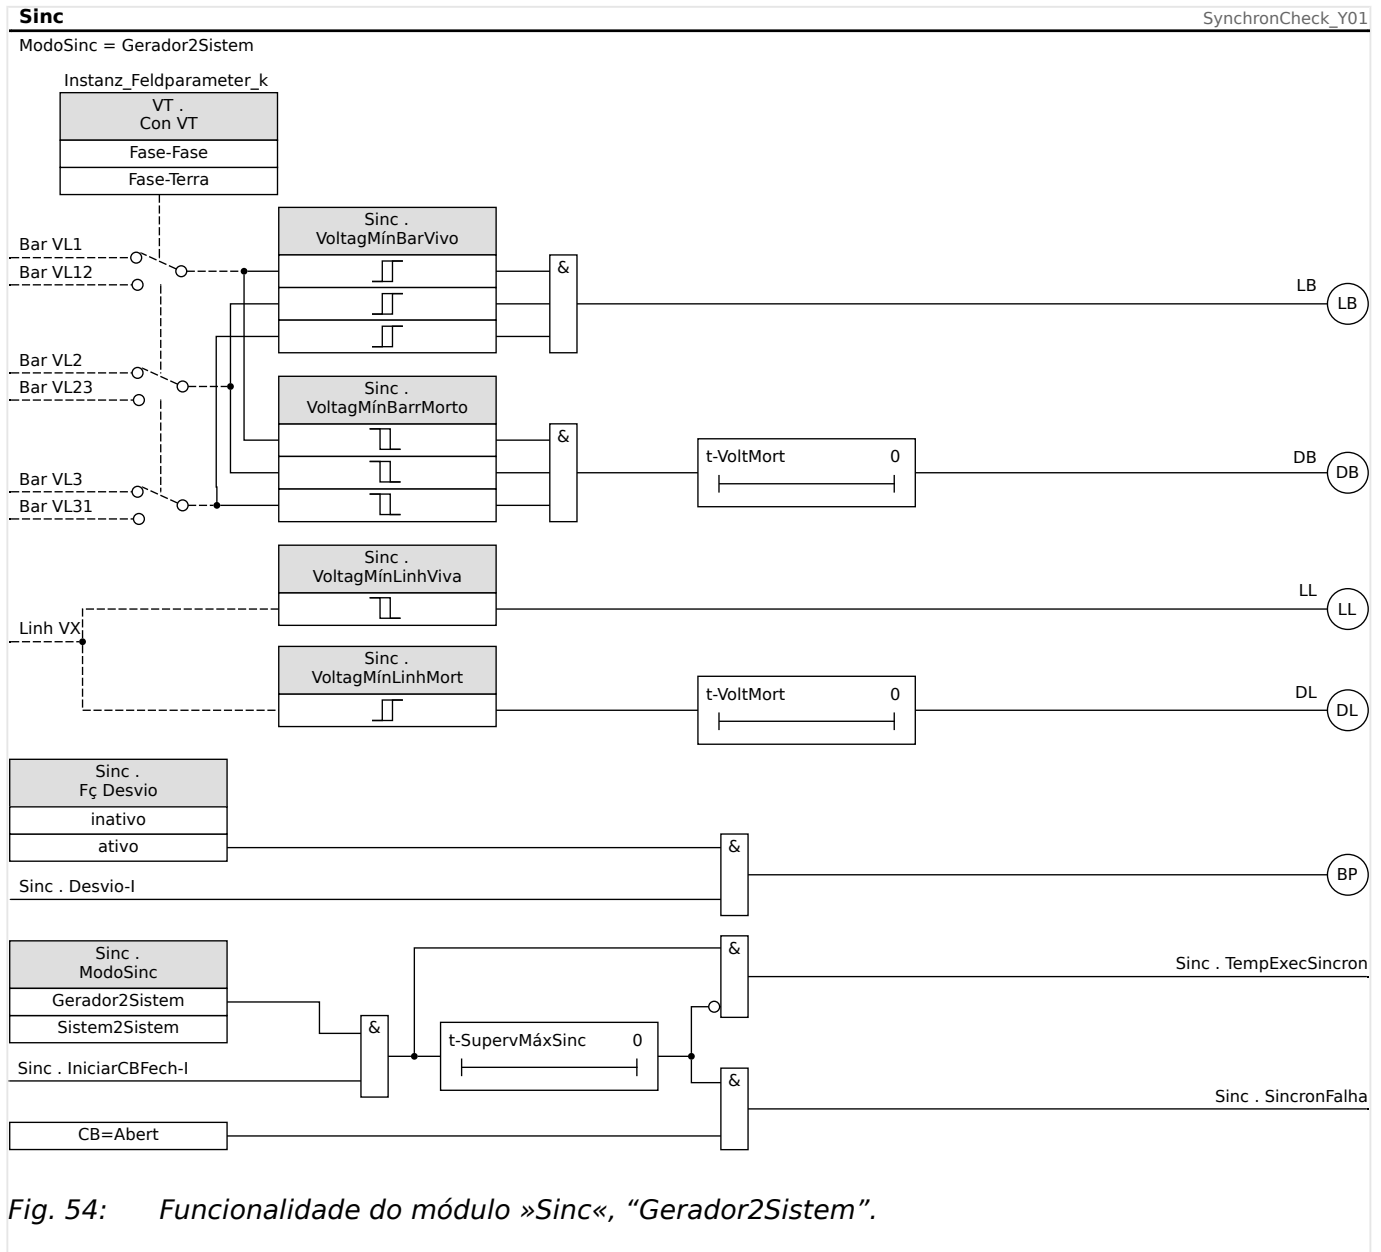 Sinc
SynchronCheck_Y01
ModoSinc = Gerador2Sistem
Instanz_Feldparameter_k
VT .
Con VT
Fase-Fase
Fase-Terra
Sinc .
VoltagMínBarVivo
Bar VL1
Bar VL12
&
LB
LB
Bar VL2
Bar VL23
Sinc .
VoltagMínBarrMorto
&
t-VoltMort 0
DB
DB
Bar VL3
Bar VL31
Sinc .
VoltagMínLinhViva
LL
LL
Linh VX
Sinc .
VoltagMínLinhMort
t-VoltMort 0
DL
DL
Sinc .
Fç Desvio
inativo
ativo
&
Sinc . Desvio-I
BP
Sinc .
ModoSinc
Gerador2Sistem
Sistem2Sistem
&
Sinc . TempExecSincron
&
t-SupervMáxSinc 0
Sinc . IniciarCBFech-I
&
Sinc . SincronFalha
CB=Abert
Fig. 54: Funcionalidade do módulo »Sinc«, “Gerador2Sistem”.